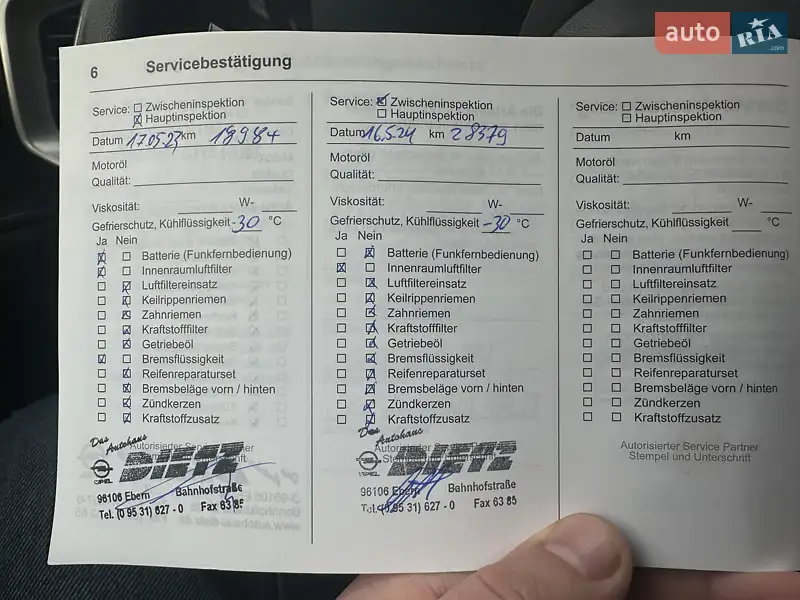 auto RIA.com
6 Servicebestätigung
Service: Zwischeninspektion
Hauptinspektion
Datum 17.05.23 km 18984
Motoröl
Qualität:
Viskosität: W-
Gefrierschutz, Kühlflüssigkeit -30 °C
Ja Nein
Batterie (Funkfernbedienung)
Innenraumluftfilter
Luftfiltereinsatz
Keilrippenriemen
Zahnriemen
Kraftstofffilter
Getriebeöl
Bremsflüssigkeit
Reifenreparaturset
Bremsbeläge vorn / hinten
Zündkerzen
Kraftstoffzusatz
Das Autohaus
DIETZ
OPEL
96106 Ebern Bahnhofstraße
Tel. (0 95 31) 627 - 0 Fax 63 85
Service: Zwischeninspektion
Hauptinspektion
Datum 16.5.24 km 28379
Motoröl
Qualität:
Viskosität: W-
Gefrierschutz, Kühlflüssigkeit -30 °C
Ja Nein
Batterie (Funkfernbedienung)
Innenraumluftfilter
Luftfiltereinsatz
Keilrippenriemen
Zahnriemen
Kraftstofffilter
Getriebeöl
Bremsflüssigkeit
Reifenreparaturset
Bremsbeläge vorn / hinten
Zündkerzen
Kraftstoffzusatz
Das Autohaus
Autorisierter Service Partner
DIETZ
OPEL
96106 Ebern Bahnhofstraße
Tel. (0 95 31) 627 - 0 Fax 63 85
Service: Zwischeninspektion
Hauptinspektion
Datum km
Motoröl
Qualität:
Viskosität: W-
Gefrierschutz, Kühlflüssigkeit °C
Ja Nein
Batterie (Funkfernbedienung)
Innenraumluftfilter
Luftfiltereinsatz
Keilrippenriemen
Zahnriemen
Kraftstofffilter
Getriebeöl
Bremsflüssigkeit
Reifenreparaturset
Bremsbeläge vorn / hinten
Zündkerzen
Kraftstoffzusatz
Autorisierter Service Partner
Stempel und Unterschrift